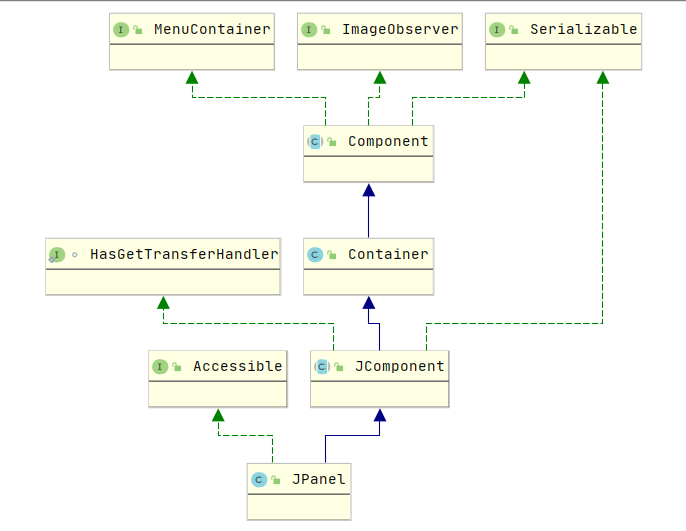 I MenuContainer
I ImageObserver
I Serializable
C Component
I HasGetTransferHandler
C Container
I Accessible
C JComponent
C JPanel